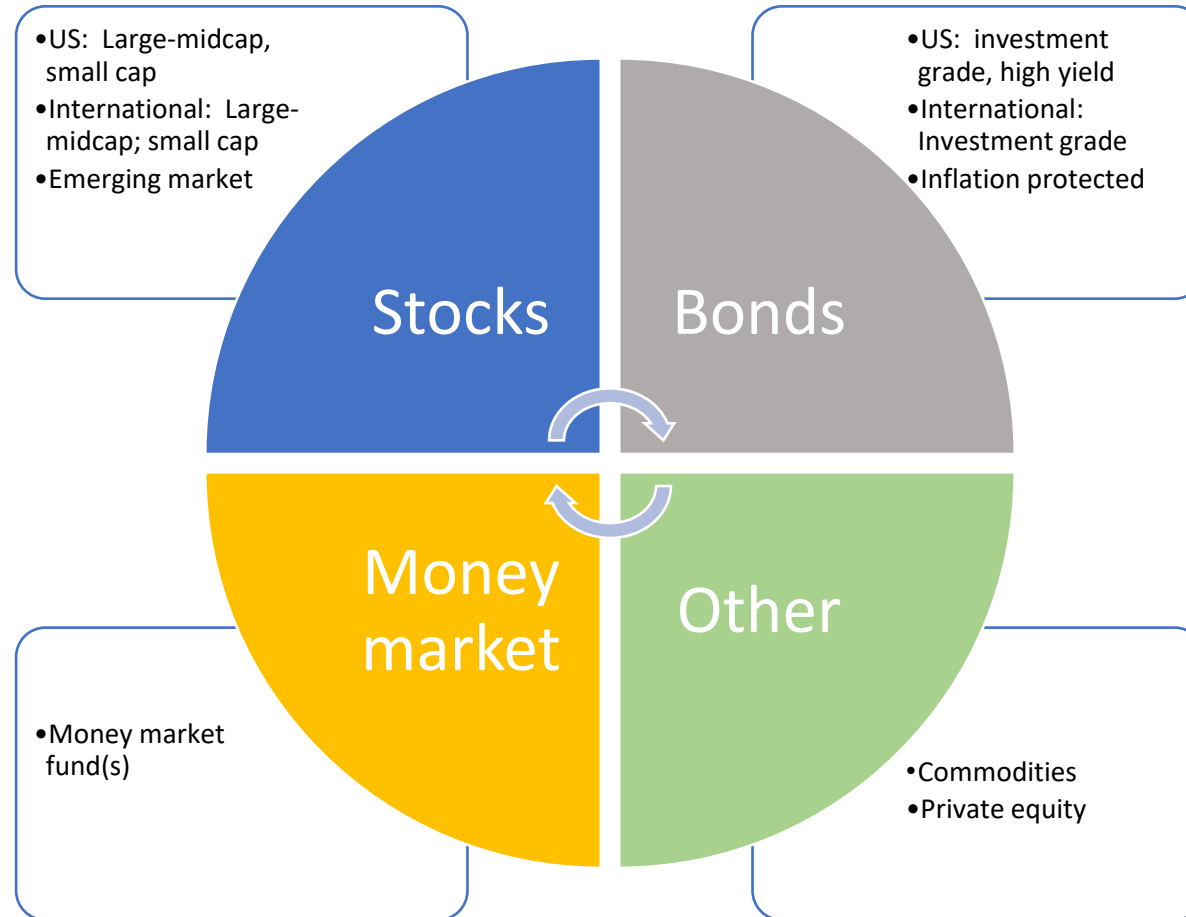 •US:  Large-midcap,
small cap
•International:  Large-
midcap; small cap
•Emerging market
•US:  investment
grade, high yield
•International:
Investment grade
•Inflation protected
Stocks
Bonds
Money
market
Other
•Money market
fund(s)
•Commodities
•Private equity